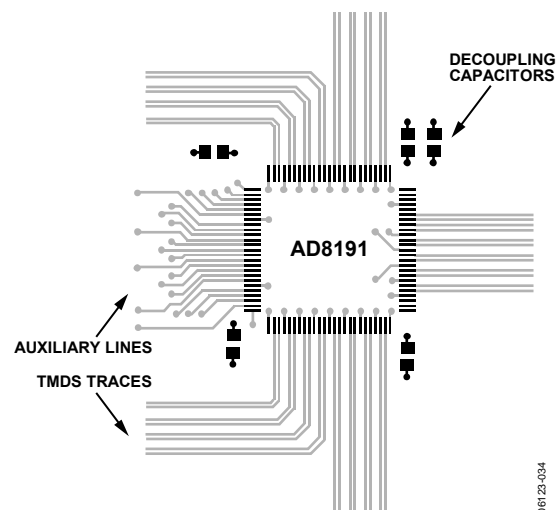 DECOUPLING
CAPACITORS
AD8191
AUXILIARY LINES
TMDS TRACES
06123-034